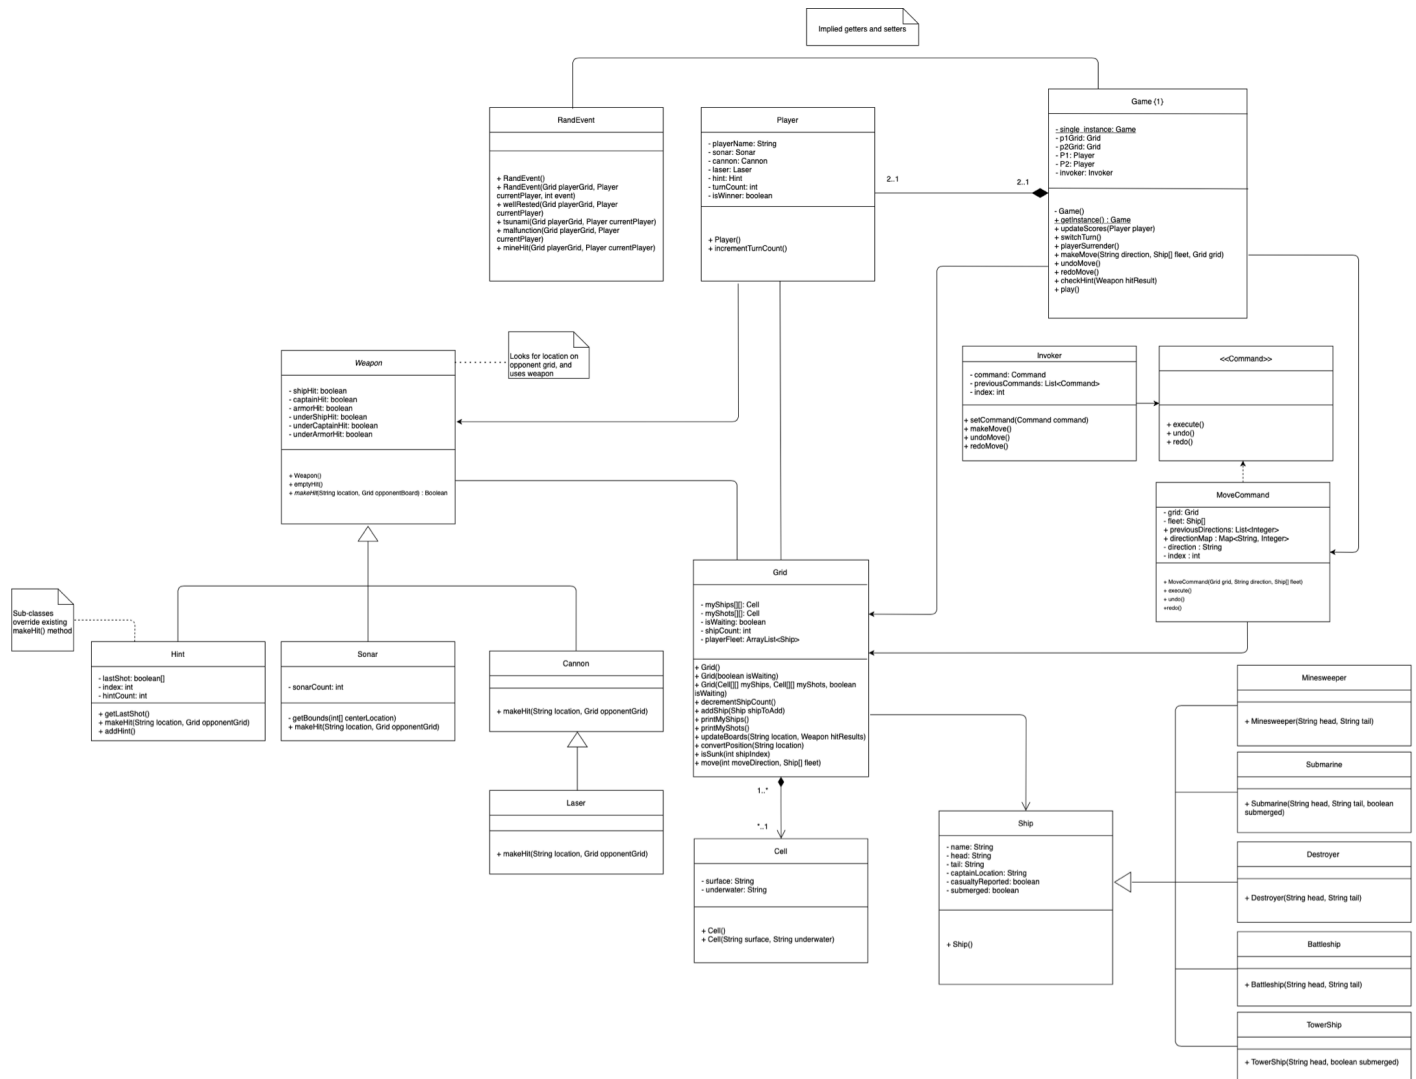 Implied getters and setters
RandEvent
+ RandEvent()
+ RandEvent(Grid playerGrid, Player
currentPlayer, int event)
+ wellRested(Grid playerGrid, Player
currentPlayer)
+ tsunami(Grid playerGrid, Player currentPlayer)
+ malfunction(Grid playerGrid, Player
currentPlayer)
+ mineHit(Grid playerGrid, Player currentPlayer)
Player
- playerName: String
- sonar: Sonar
- cannon: Cannon
- laser: Laser
- hint: Hint
- turnCount: int
- isWinner: boolean
+ Player()
+ incrementTurnCount()
2..1
2..1
Game {1}
- single_instance: Game
- p1Grid: Grid
- p2Grid: Grid
- P1: Player
- P2: Player
- invoker: Invoker
- Game()
+ getInstance() : Game
+ updateScores(Player player)
+ switchTurn()
+ playerSurrender()
+ makeMove(String direction, Ship[] fleet, Grid grid)
+ undoMove()
+ redoMove()
+ checkHint(Weapon hitResult)
+ play()
Weapon
- shipHit: boolean
- captainHit: boolean
- armorHit: boolean
- underShipHit: boolean
- underCaptainHit: boolean
- underArmorHit: boolean
+ Weapon()
+ emptyHit()
+ makeHit(String location, Grid opponentBoard) : Boolean
Looks for location on
opponent grid, and
uses weapon
Invoker
- command: Command
- previousCommands: List<Command>
- index: int
+ setCommand(Command command)
+ makeMove()
+ undoMove()
+ redoMove()
<<Command>>
+ execute()
+ undo()
+ redo()
MoveCommand
- grid: Grid
- fleet: Ship[]
+ previousDirections: List<Integer>
+ directionMap : Map<String, Integer>
- direction : String
- index : int
+ MoveCommand(Grid grid, String direction, Ship[] fleet)
+ execute()
+ undo()
+redo()
Sub-classes
override existing
makeHit() method
Hint
- lastShot: boolean[]
- index: int
- hintCount: int
+ getLastShot()
+ makeHit(String location, Grid opponentGrid)
+ addHint()
Sonar
- sonarCount: int
- getBounds(int[] centerLocation)
+ makeHit(String location, Grid opponentGrid)
Cannon
+ makeHit(String location, Grid opponentGrid)
Laser
+ makeHit(String location, Grid opponentGrid)
Grid
- myShips[][]: Cell
- myShots[][]: Cell
- isWaiting: boolean
- shipCount: int
- playerFleet: ArrayList<Ship>
+ Grid()
+ Grid(boolean isWaiting)
+ Grid(Cell[][] myShips, Cell[][] myShots, boolean
isWaiting)
+ decrementShipCount()
+ addShip(Ship shipToAdd)
+ printMyShips()
+ printMyShots()
+ updateBoards(String location, Weapon hitResults)
+ convertPosition(String location)
+ isSunk(int shipIndex)
+ move(int moveDirection, Ship[] fleet)
1..*
*..1
Cell
- surface: String
- underwater: String
+ Cell()
+ Cell(String surface, String underwater)
Ship
- name: String
- head: String
- tail: String
- captainLocation: String
- casualtyReported: boolean
- submerged: boolean
+ Ship()
Minesweeper
+ Minesweeper(String head, String tail)
Submarine
+ Submarine(String head, String tail, boolean
submerged)
Destroyer
+ Destroyer(String head, String tail)
Battleship
+ Battleship(String head, String tail)
TowerShip
+ TowerShip(String head, boolean submerged)